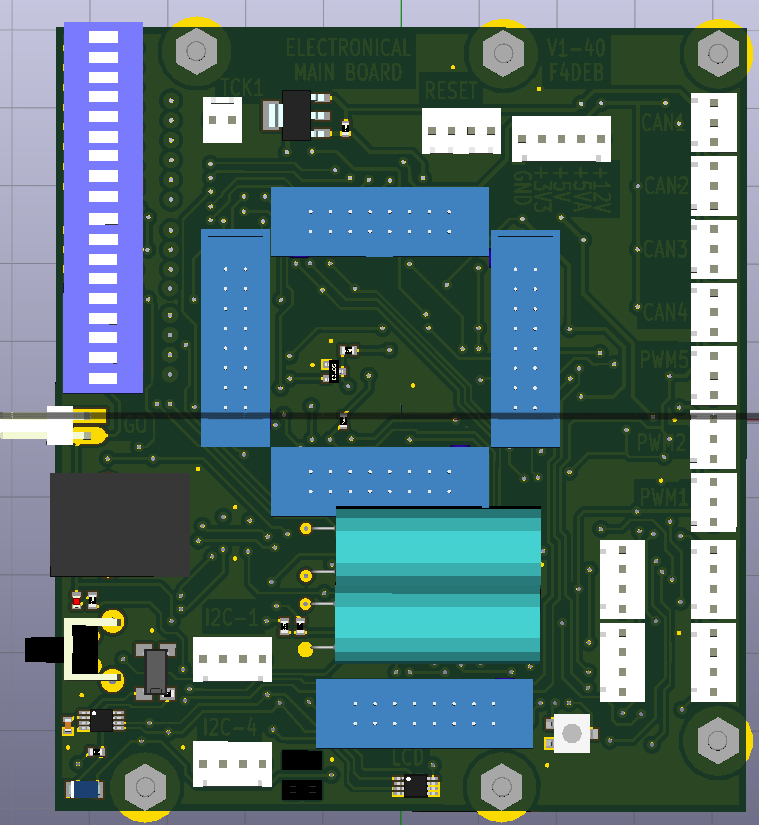 ELECTRONICAL
MAIN BOARD
V1-40
F4DEB
TCK1
RESET
CAN1
+12V
+5VA
+5V
+3V3
GND
CAN2
CAN3
CAN4
PWM5
PWM2
PWM1
I2C-1
I2C-4
LCD